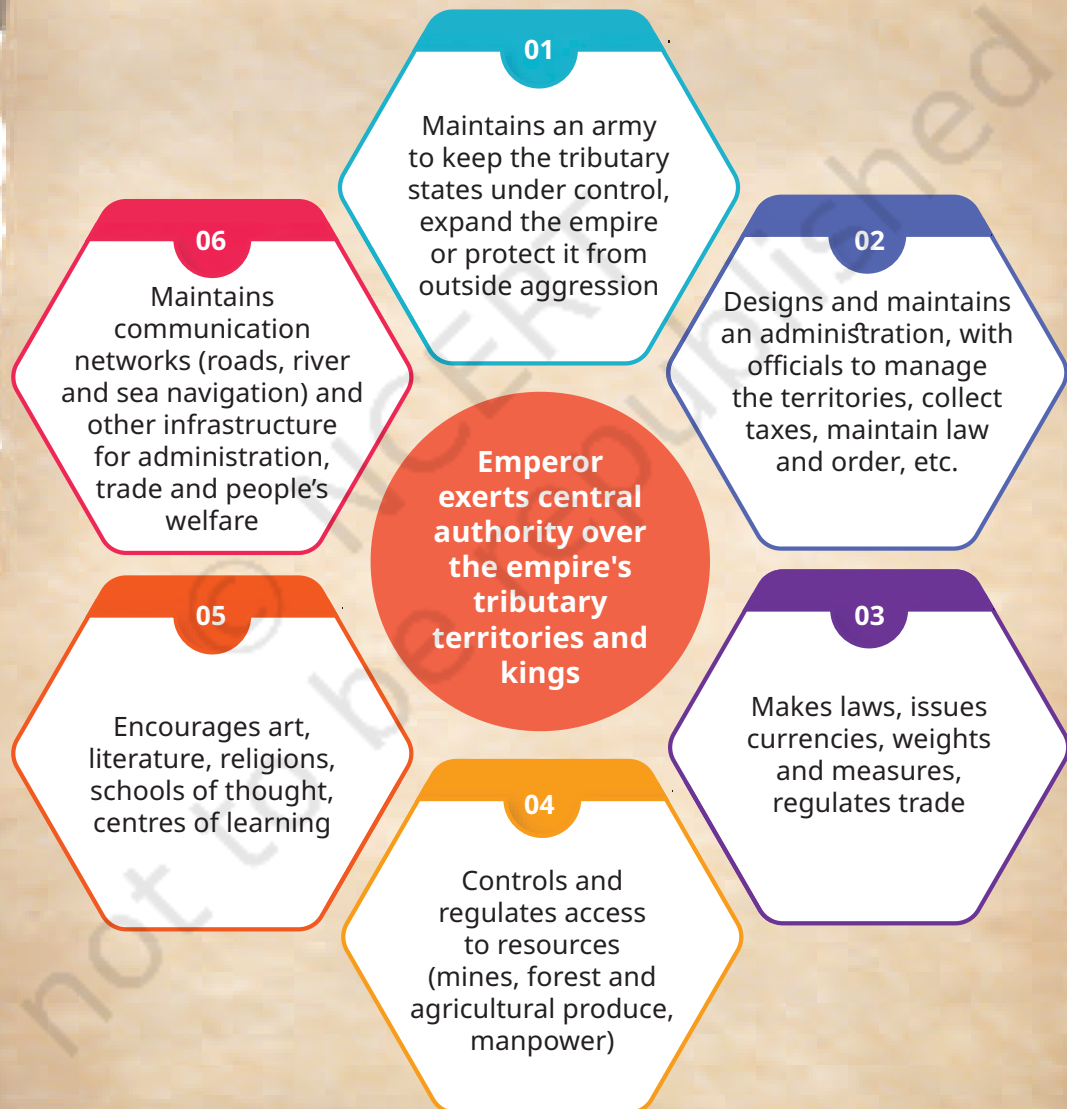 01
Maintains an army
to keep the tributary
states under control,
expand the empire
or protect it from
outside aggression
02
Designs and maintains
an administration, with
officials to manage
the territories, collect
taxes, maintain law
and order, etc.
03
Makes laws, issues
currencies, weights
and measures,
regulates trade
04
Controls and
regulates access
to resources
(mines, forest and
agricultural produce,
manpower)
05
Encourages art,
literature, religions,
schools of thought,
centres of learning
06
Maintains
communication
networks (roads, river
and sea navigation) and
other infrastructure
for administration,
trade and people’s
welfare
Emperor
exerts central
authority over
the empire's
tributary
territories and
kings
© NCERT
not to be republished